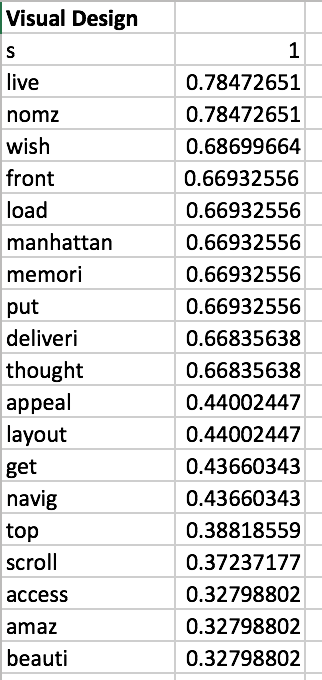 Visual Design
s 1
live 0.78472651
nomz 0.78472651
wish 0.68699664
front 0.66932556
load 0.66932556
manhattan 0.66932556
memori 0.66932556
put 0.66932556
deliveri 0.66835638
thought 0.66835638
appeal 0.44002447
layout 0.44002447
get 0.43660343
navig 0.43660343
top 0.38818559
scroll 0.37237177
access 0.32798802
amaz 0.32798802
beauti 0.32798802